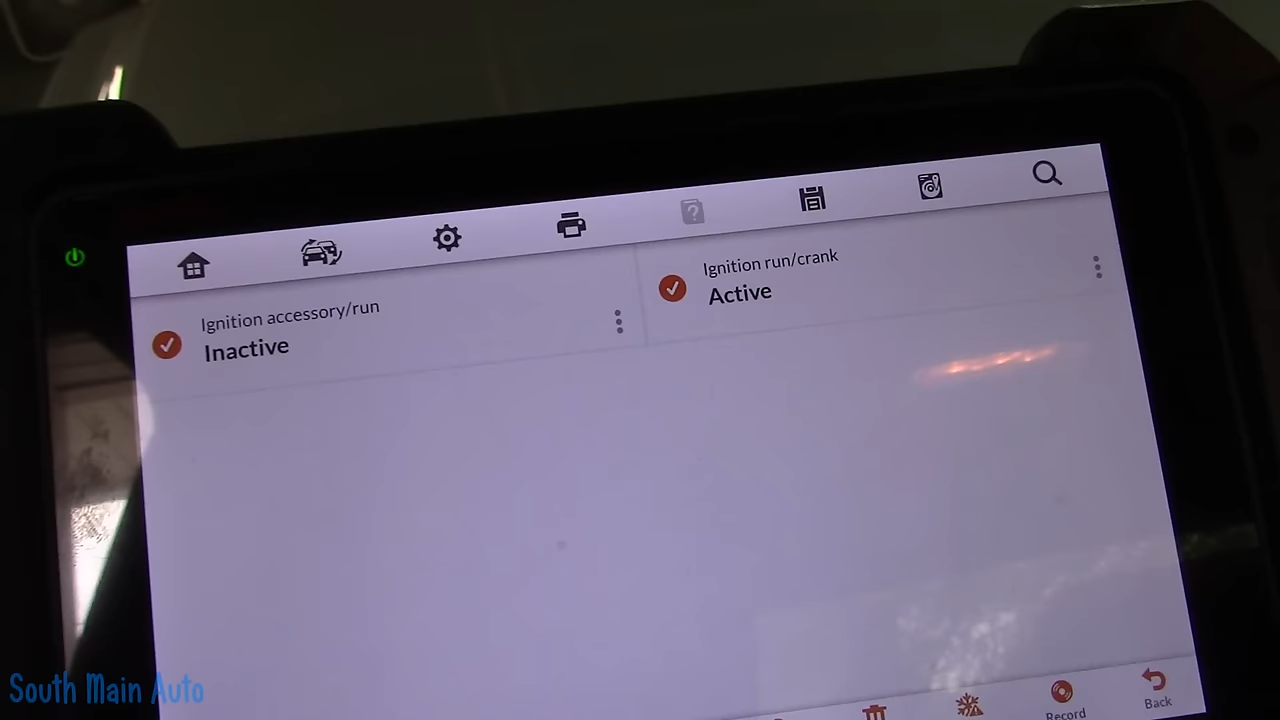 Ignition accessory/run
Inactive
Ignition run/crank
Active
Record
Back
South Main Auto